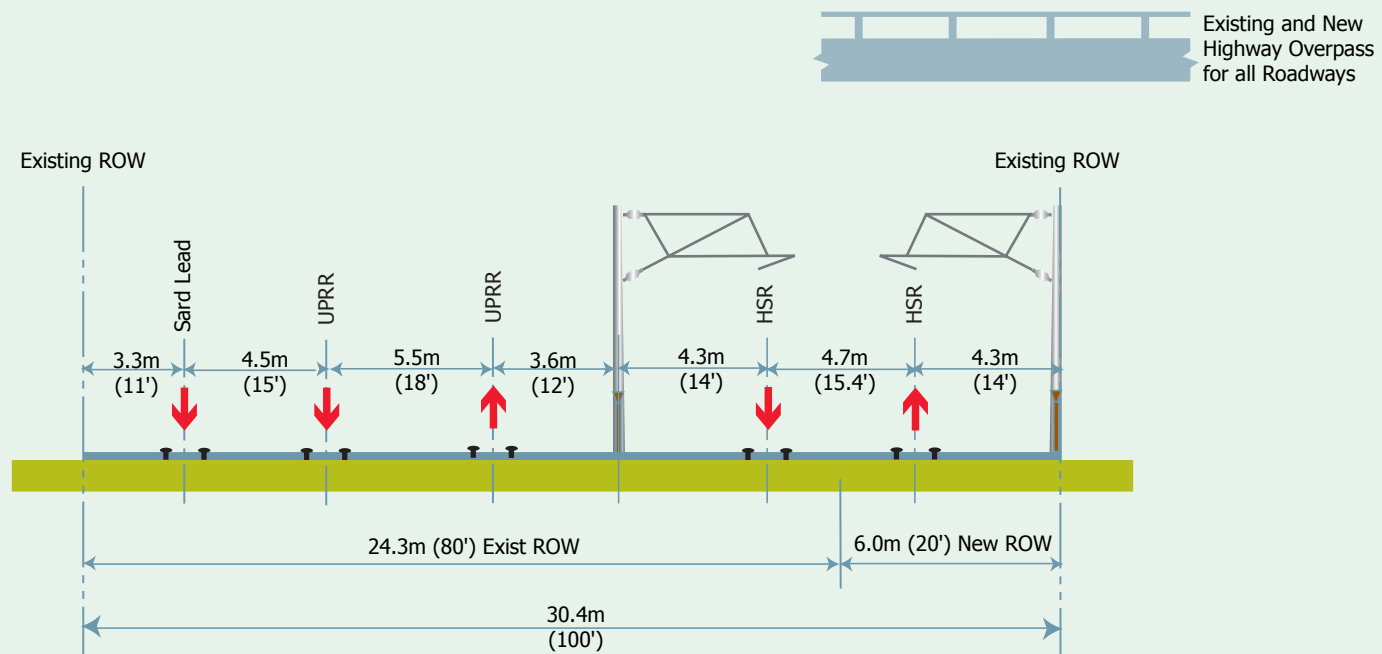 Existing and New
Highway Overpass
for all Roadways
Existing ROW
Existing ROW
Sard Lead
UPRR
UPRR
HSR
HSR
3.3m
(11')
4.5m
(15')
5.5m
(18')
3.6m
(12')
4.3m
(14')
4.7m
(15.4')
4.3m
(14')
24.3m (80') Exist ROW
6.0m (20') New ROW
30.4m
(100')